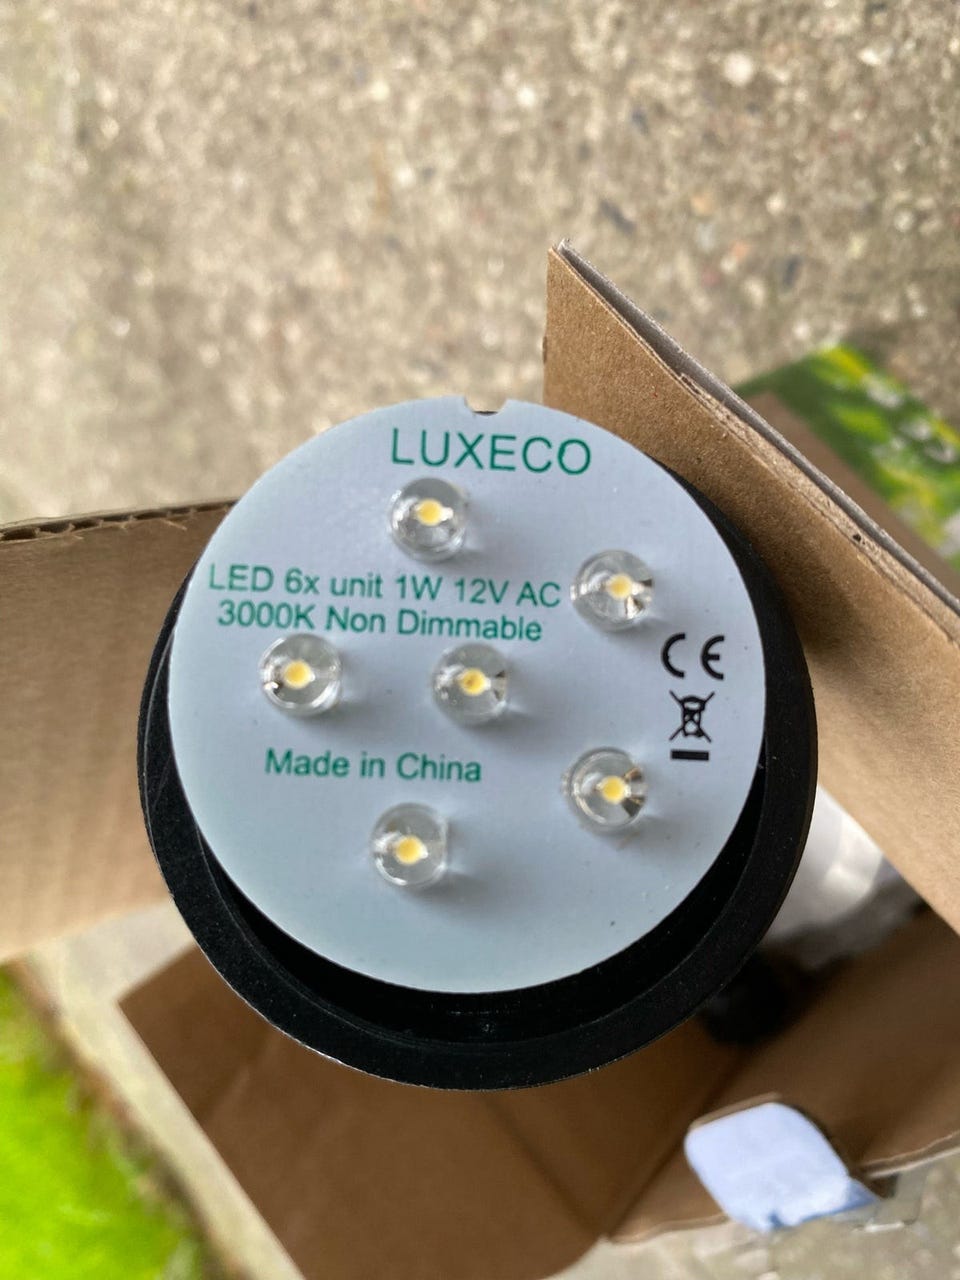 LUXECO
LED 6x unit 1W 12V AC
3000K Non Dimmable
CE
Made in China